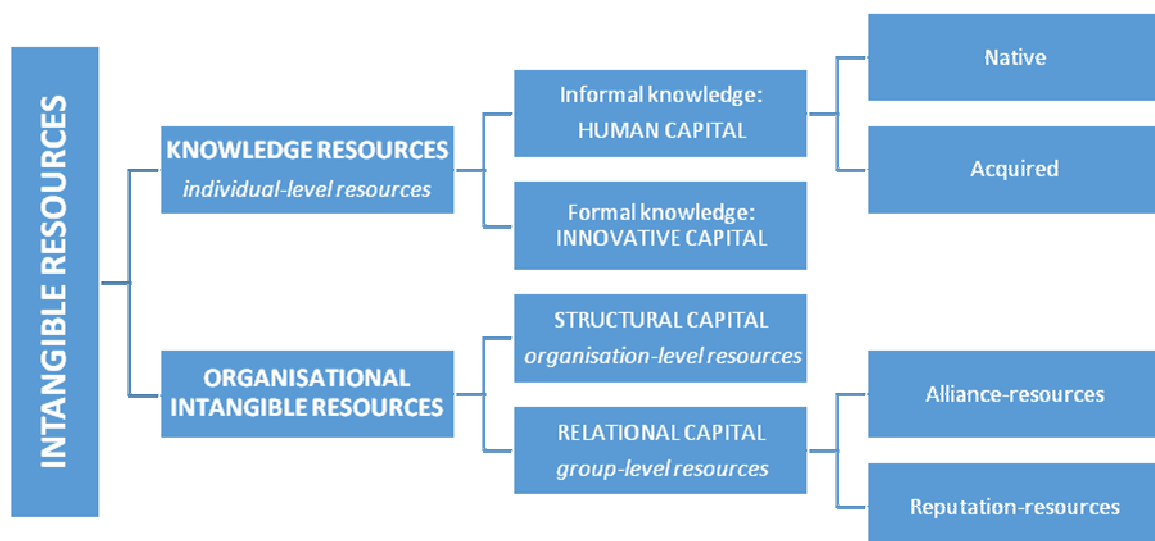 INTANGIBLE RESOURCES
KNOWLEDGE RESOURCES
individual-level resources
Informal knowledge:
HUMAN CAPITAL
Native
Acquired
Formal knowledge:
INNOVATIVE CAPITAL
ORGANISATIONAL
INTANGIBLE RESOURCES
STRUCTURAL CAPITAL
organisation-level resources
RELATIONAL CAPITAL
group-level resources
Alliance-resources
Reputation-resources